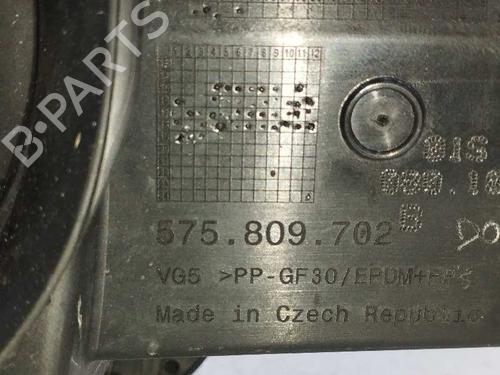 B-PARTS
1 2 3 4 5 6 7 8 9 10 11 12
DIS
575.809.702 B
VG5 >PP-GF30/EPDM+
Made in Czech Republic